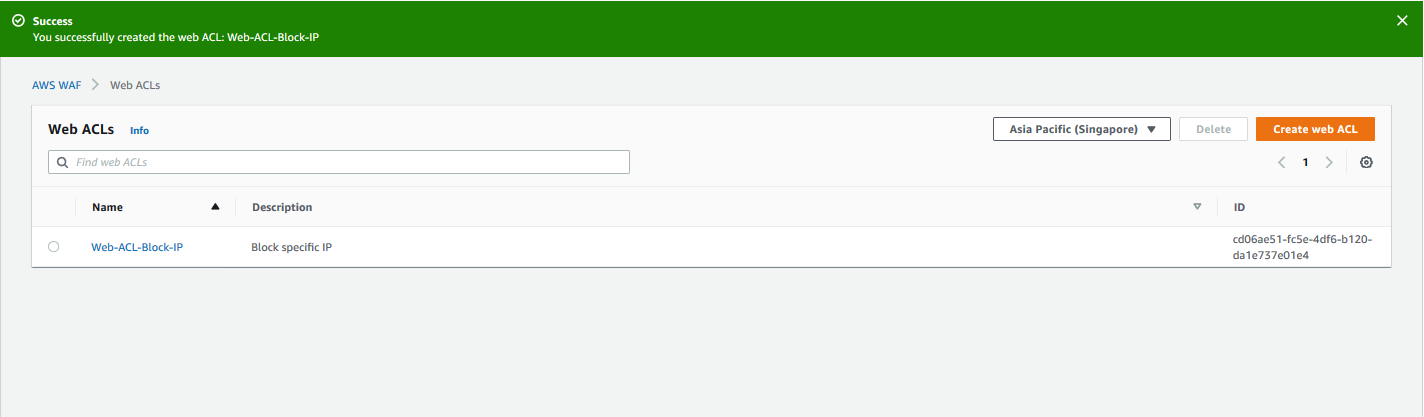 Success
You successfully created the web ACL: Web-ACL-Block-IP
AWS WAF
Web ACLs
Web ACLs
Info
Asia Pacific (Singapore)
Delete
Create web ACL
Find web ACLs
1
Name
Description
ID
Web-ACL-Block-IP
Block specific IP
cd06ae51-fc5e-4df6-b120-
da1e737e01e4